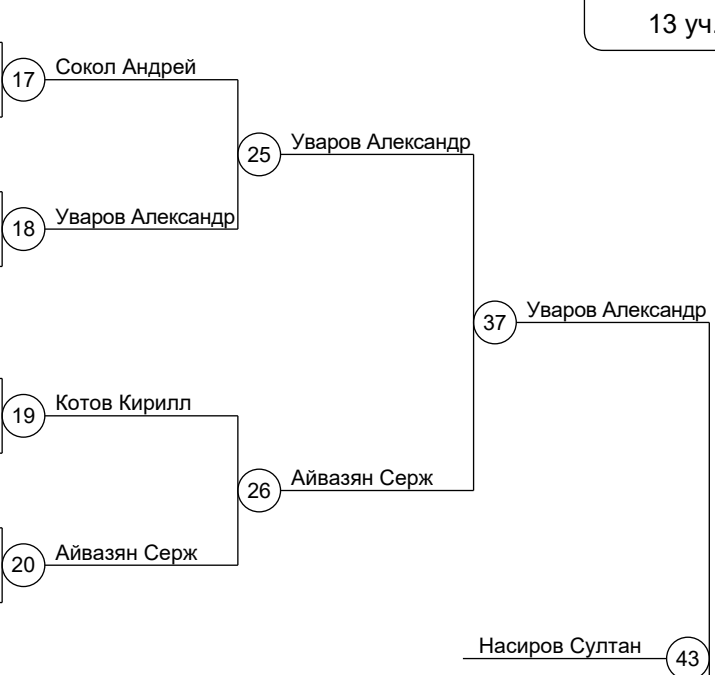 13 уч.
17 Сокол Андрей
25 Уваров Александр
18 Уваров Александр
37 Уваров Александр
19 Котов Кирилл
26 Айвазян Серж
20 Айвазян Серж
Насиров Султан 43